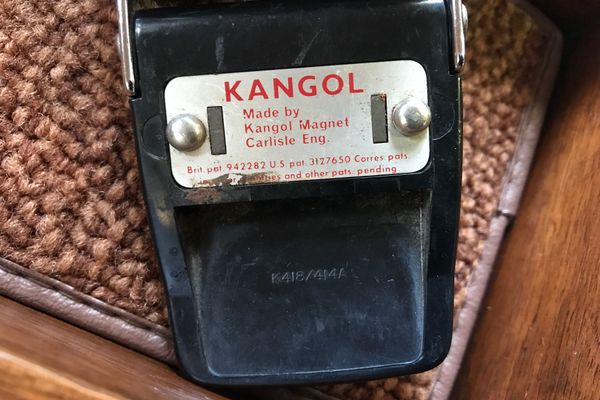 KANGOL
Made by
Kangol Magnet
Carlisle Eng.
Brit. pat. 942282 U.S. pat. 3127650 Corres. pats.
and other pats. pending
K418/414A